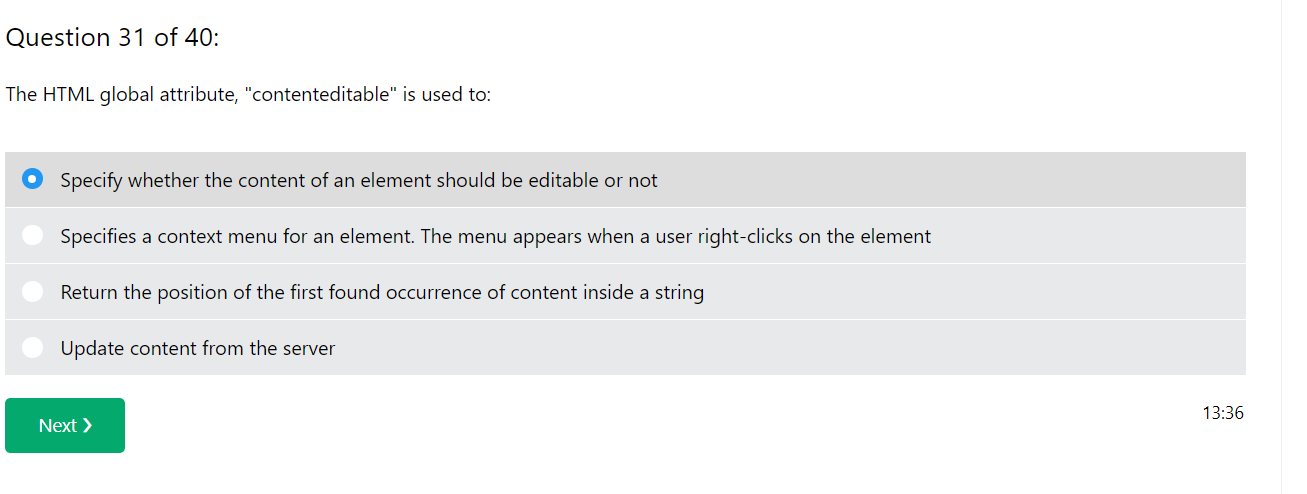 Question 31 of 40:
The HTML global attribute, "contenteditable" is used to:
Specify whether the content of an element should be editable or not
Specifies a context menu for an element. The menu appears when a user right-clicks on the element
Return the position of the first found occurrence of content inside a string
Update content from the server
Next ❯
13:36